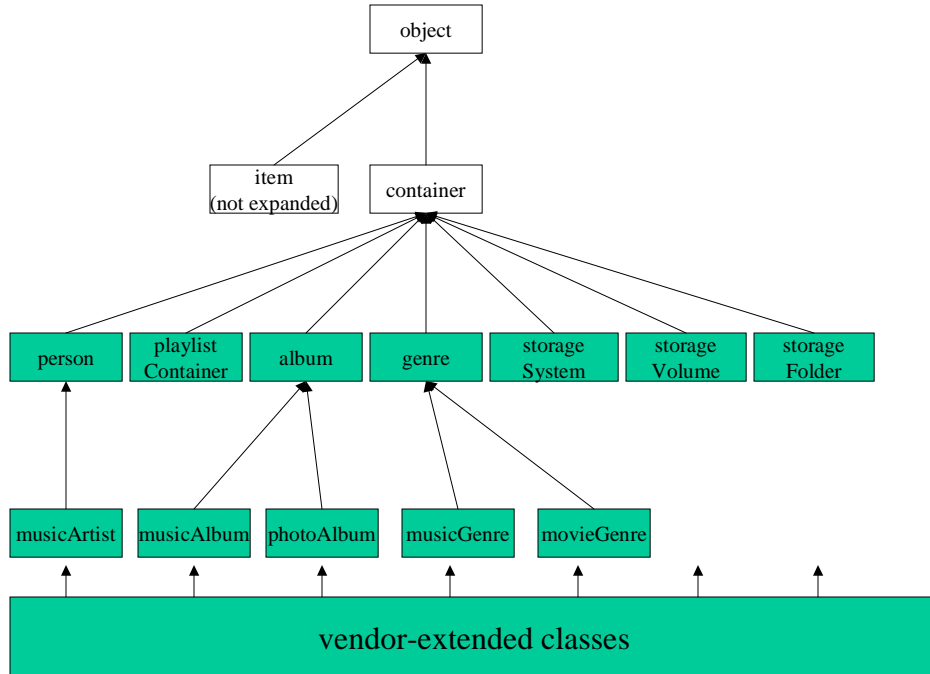 object
item
(not expanded)
container
person
playlist
Container
album
genre
storage
System
storage
Volume
storage
Folder
musicArtist
musicAlbum
photoAlbum
musicGenre
movieGenre
vendor-extended classes